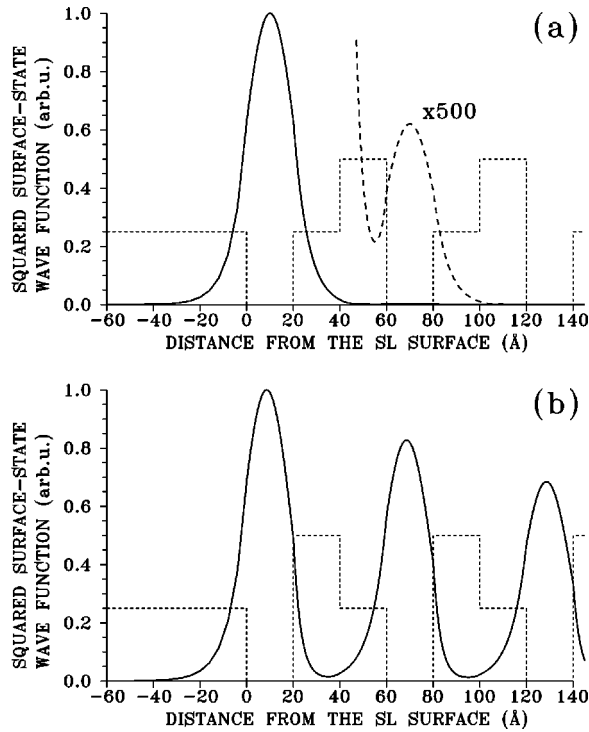 (a)
SQUARED SURFACE-STATE
WAVE FUNCTION (arb.u.)
1.0
0.8
0.6
0.4
0.2
0.0
x500
-60 -40 -20 0 20 40 60 80 100 120 140
DISTANCE FROM THE SL SURFACE (Å)
(b)
SQUARED SURFACE-STATE
WAVE FUNCTION (arb.u.)
1.0
0.8
0.6
0.4
0.2
0.0
-60 -40 -20 0 20 40 60 80 100 120 140
DISTANCE FROM THE SL SURFACE (Å)